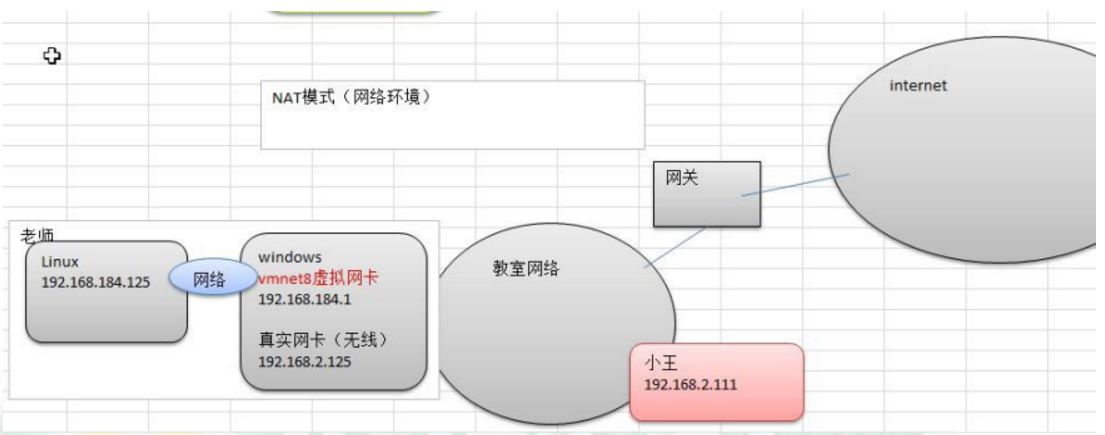 NAT模式（网络环境）
internet
网关
老师
Linux
192.168.184.125
网络
windows
vmnet8虚拟网卡
192.168.184.1
真实网卡（无线）
192.168.2.125
教室网络
小王
192.168.2.111